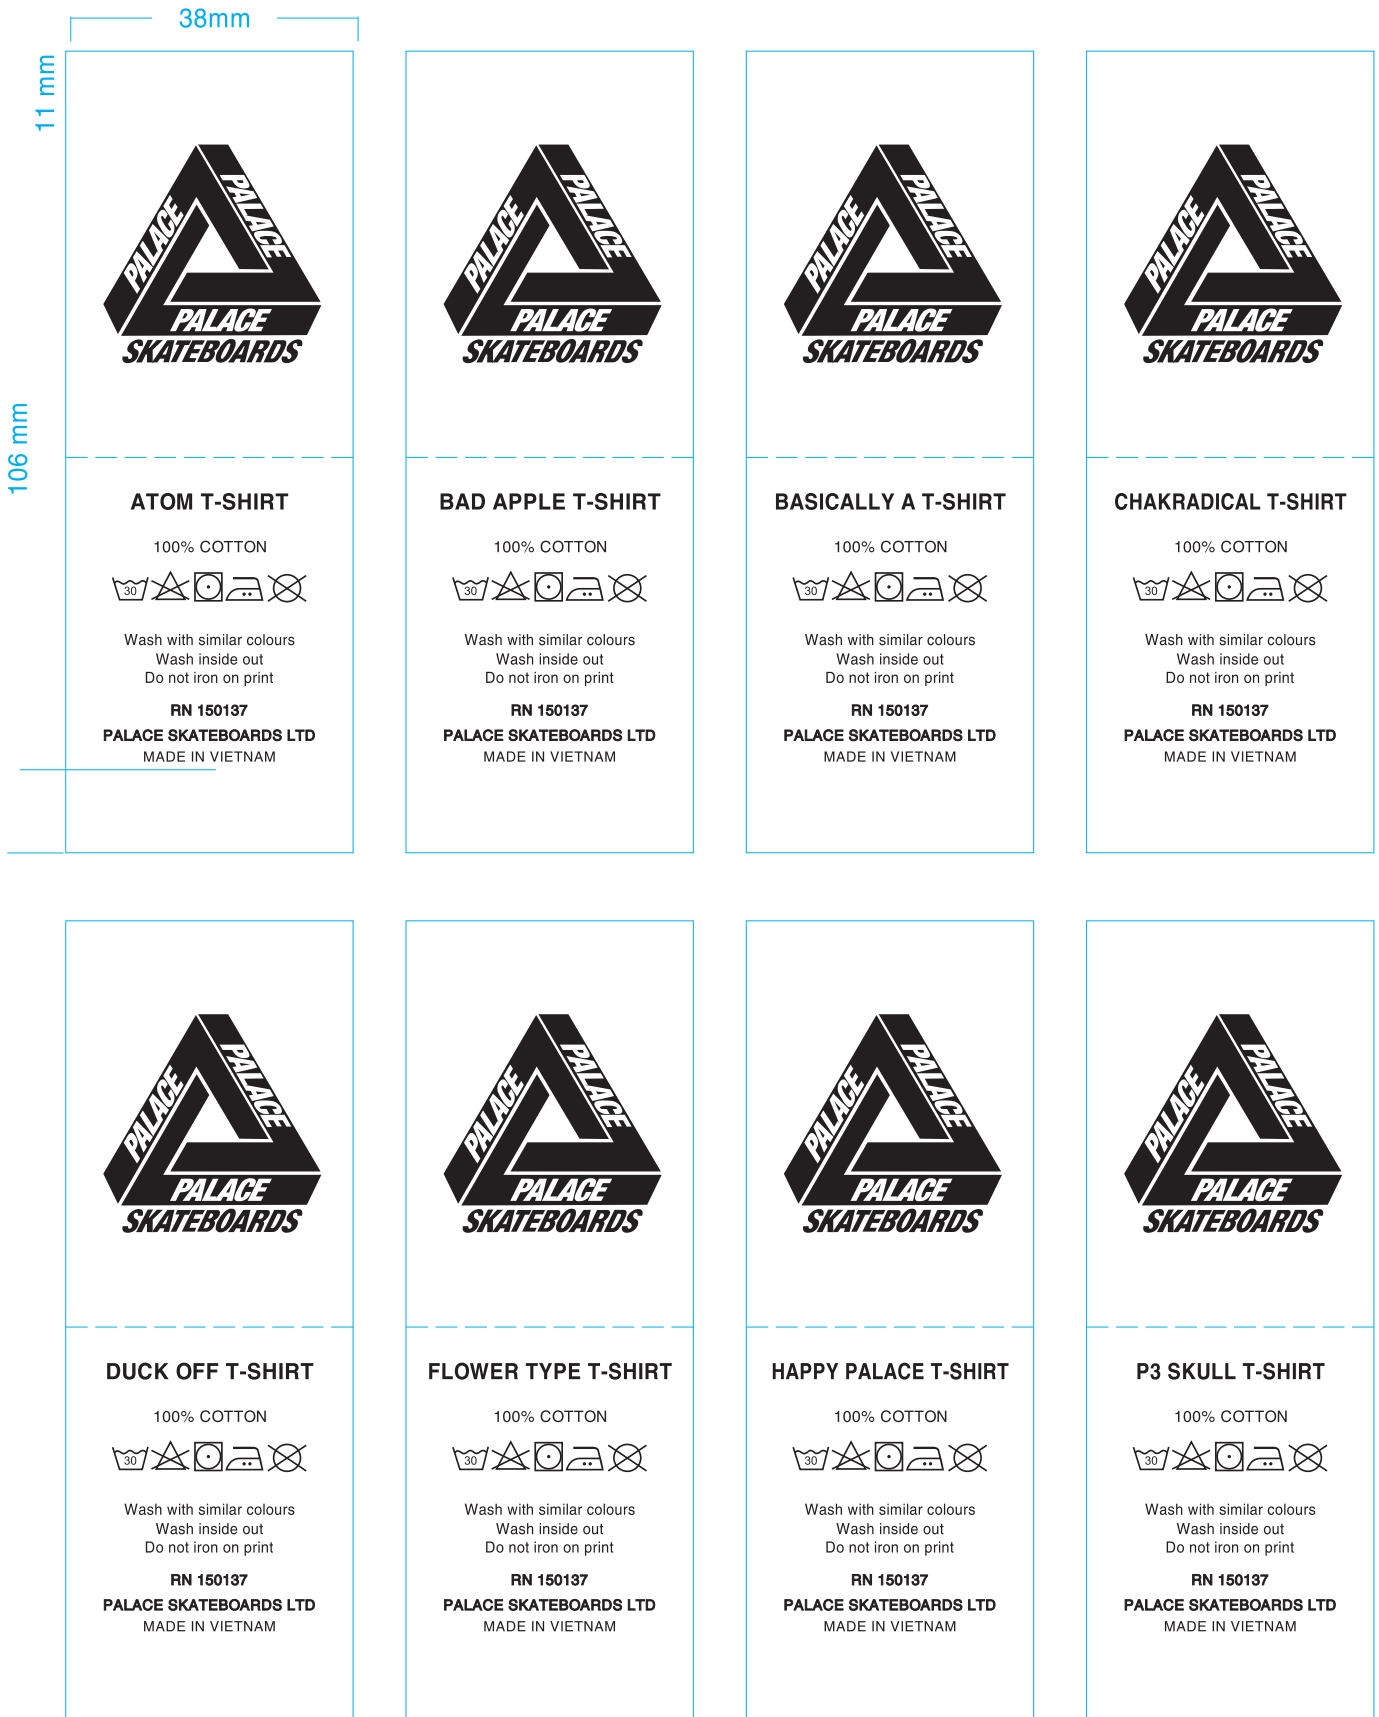 38mm
11 mm
106 mm
PALACE
PALACE
PALACE
SKATEBOARDS
ATOM T-SHIRT
100% COTTON
30
Wash with similar colours
Wash inside out
Do not iron on print
RN 150137
PALACE SKATEBOARDS LTD
MADE IN VIETNAM
PALACE
PALACE
PALACE
SKATEBOARDS
BAD APPLE T-SHIRT
100% COTTON
30
Wash with similar colours
Wash inside out
Do not iron on print
RN 150137
PALACE SKATEBOARDS LTD
MADE IN VIETNAM
PALACE
PALACE
PALACE
SKATEBOARDS
BASICALLY A T-SHIRT
100% COTTON
30
Wash with similar colours
Wash inside out
Do not iron on print
RN 150137
PALACE SKATEBOARDS LTD
MADE IN VIETNAM
PALACE
PALACE
PALACE
SKATEBOARDS
CHAKRADICAL T-SHIRT
100% COTTON
30
Wash with similar colours
Wash inside out
Do not iron on print
RN 150137
PALACE SKATEBOARDS LTD
MADE IN VIETNAM
PALACE
PALACE
PALACE
SKATEBOARDS
DUCK OFF T-SHIRT
100% COTTON
30
Wash with similar colours
Wash inside out
Do not iron on print
RN 150137
PALACE SKATEBOARDS LTD
MADE IN VIETNAM
PALACE
PALACE
PALACE
SKATEBOARDS
FLOWER TYPE T-SHIRT
100% COTTON
30
Wash with similar colours
Wash inside out
Do not iron on print
RN 150137
PALACE SKATEBOARDS LTD
MADE IN VIETNAM
PALACE
PALACE
PALACE
SKATEBOARDS
HAPPY PALACE T-SHIRT
100% COTTON
30
Wash with similar colours
Wash inside out
Do not iron on print
RN 150137
PALACE SKATEBOARDS LTD
MADE IN VIETNAM
PALACE
PALACE
PALACE
SKATEBOARDS
P3 SKULL T-SHIRT
100% COTTON
30
Wash with similar colours
Wash inside out
Do not iron on print
RN 150137
PALACE SKATEBOARDS LTD
MADE IN VIETNAM